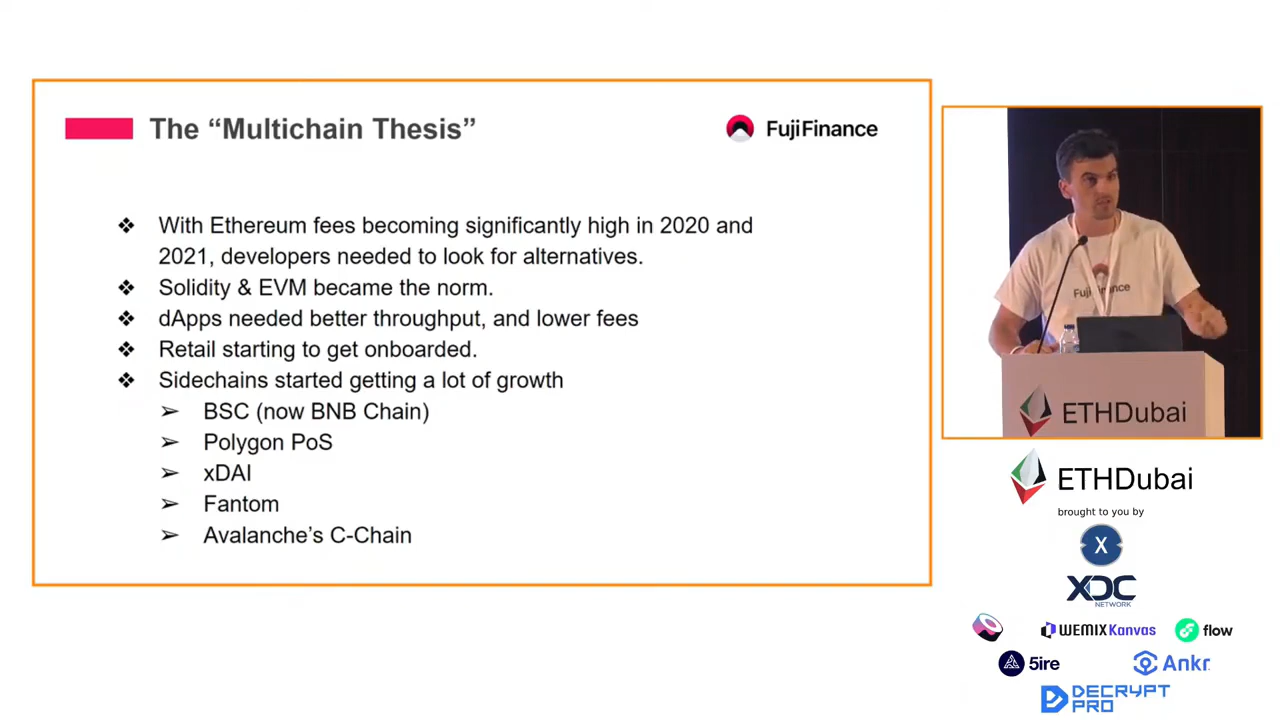 The “Multichain Thesis”
FujiFinance
❖ With Ethereum fees becoming significantly high in 2020 and
2021, developers needed to look for alternatives.
❖ Solidity & EVM became the norm.
❖ dApps needed better throughput, and lower fees
❖ Retail starting to get onboarded.
❖ Sidechains started getting a lot of growth
➢ BSC (now BNB Chain)
➢ Polygon PoS
➢ xDAI
➢ Fantom
➢ Avalanche’s C-Chain
FujiFinance
ETHDubai
ETHDubai
brought to you by
X
XDC
NETWORK
WEMIX Kanvas
flow
5ire
Ankr
DECRYPT
PRO